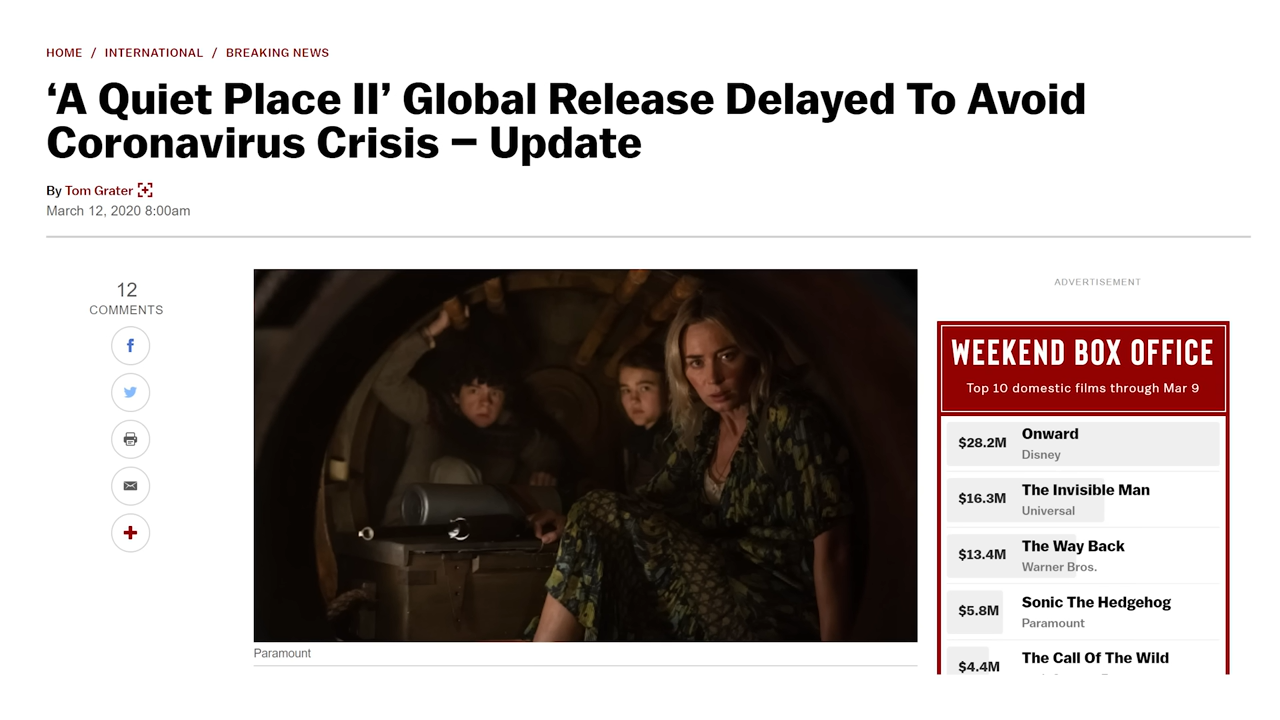 HOME / INTERNATIONAL / BREAKING NEWS
‘A Quiet Place II’ Global Release Delayed To Avoid
Coronavirus Crisis – Update
By Tom Grater
March 12, 2020 8:00am
12
COMMENTS
Paramount
ADVERTISEMENT
WEEKEND BOX OFFICE
Top 10 domestic films through Mar 9
$28.2M Onward
Disney
$16.3M The Invisible Man
Universal
$13.4M The Way Back
Warner Bros.
$5.8M Sonic The Hedgehog
Paramount
$4.4M The Call Of The Wild